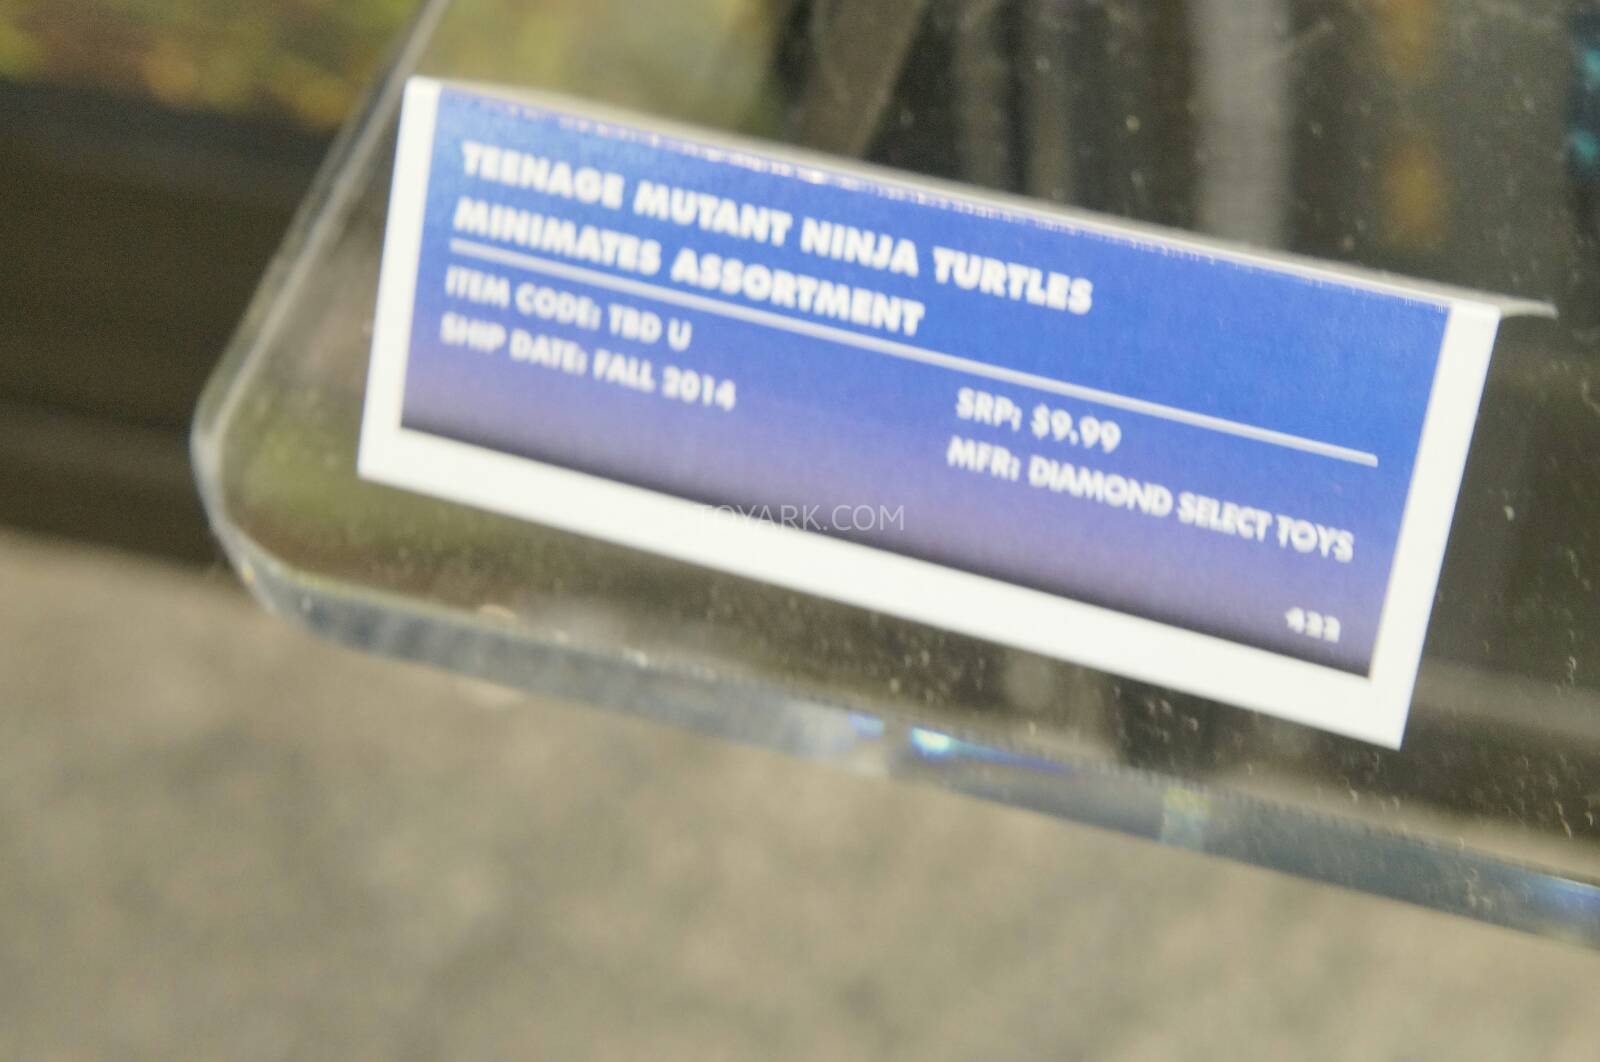 TEENAGE MUTANT NINJA TURTLES
MINIMATES ASSORTMENT
ITEM CODE: TBD U
SHIP DATE: FALL 2014
SRP: $9.99
MFR: DIAMOND SELECT TOYS
422
TOYARK.COM